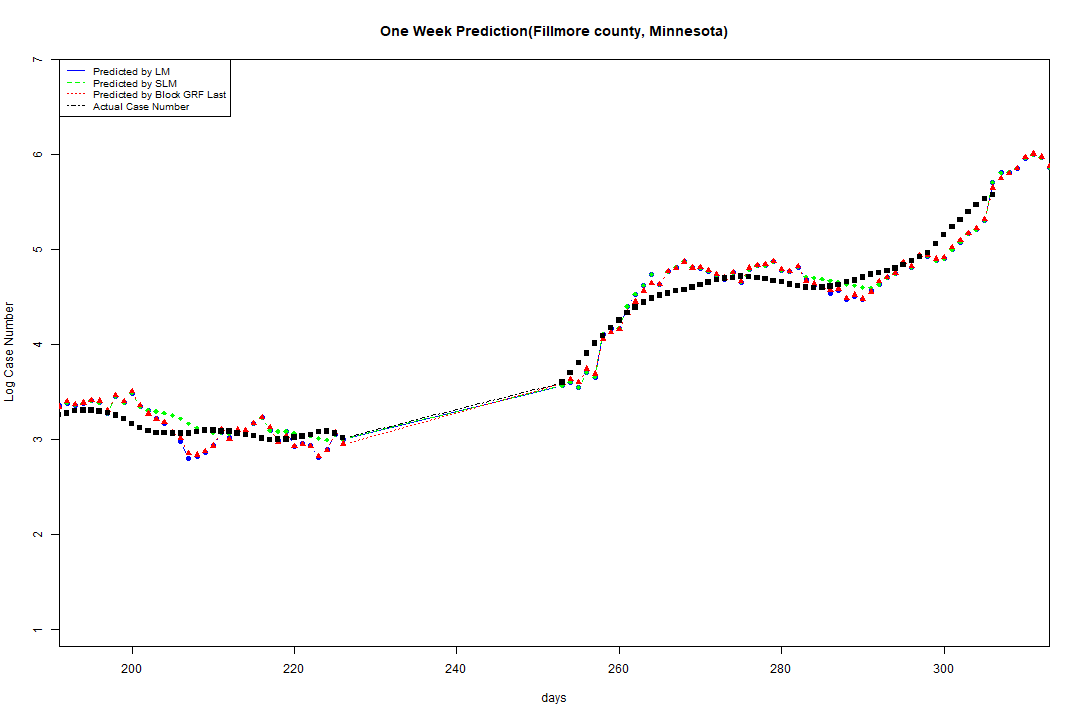 One Week Prediction(Fillmore county, Minnesota)
7
Predicted by LM
Predicted by SLM
Predicted by Block GRF Last
Actual Case Number
6
5
4
3
2
1
Log Case Number
200
220
240
260
280
300
days